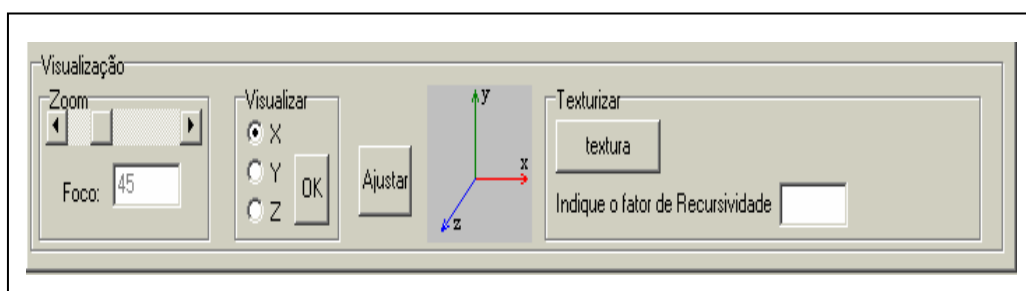 Visualização
Zoom
Foco: 45
Visualizar
X
Y
Z
OK
Ajustar
y
x
z
Texturizar
textura
Indique o fator de Recursividade